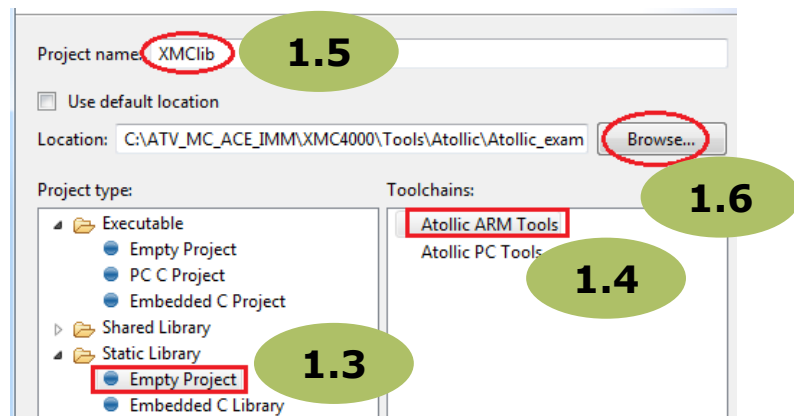 Project name: XMClib 1.5
Use default location
Location: C:\ATV_MC_ACE_IMM\XMC4000\Tools\Atollic\Atollic_exam Browse...
1.6
Project type: Toolchains:
Executable Atollic ARM Tools
Empty Project Atollic PC Tools
PC C Project 1.4
Embedded C Project
Shared Library
Static Library
1.3
Empty Project
Embedded C Library